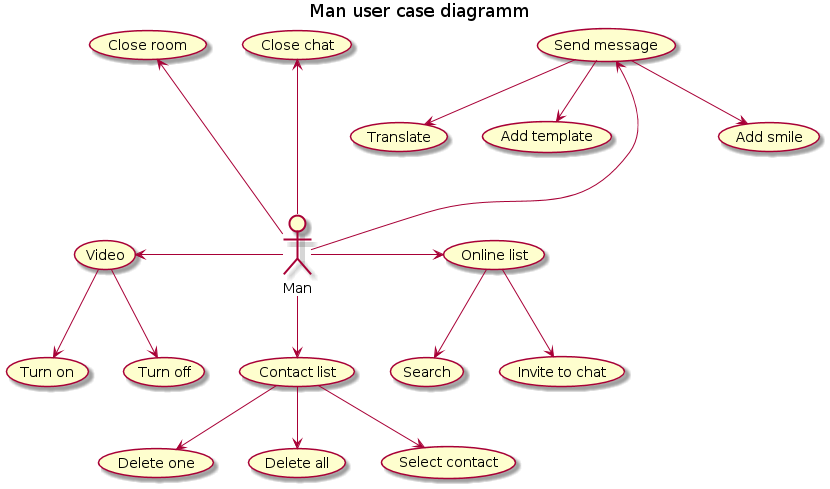 Man user case diagramm
Close room
Close chat
Send message
Translate
Add template
Add smile
Video
Online list
Man
Turn on
Turn off
Contact list
Search
Invite to chat
Delete one
Delete all
Select contact